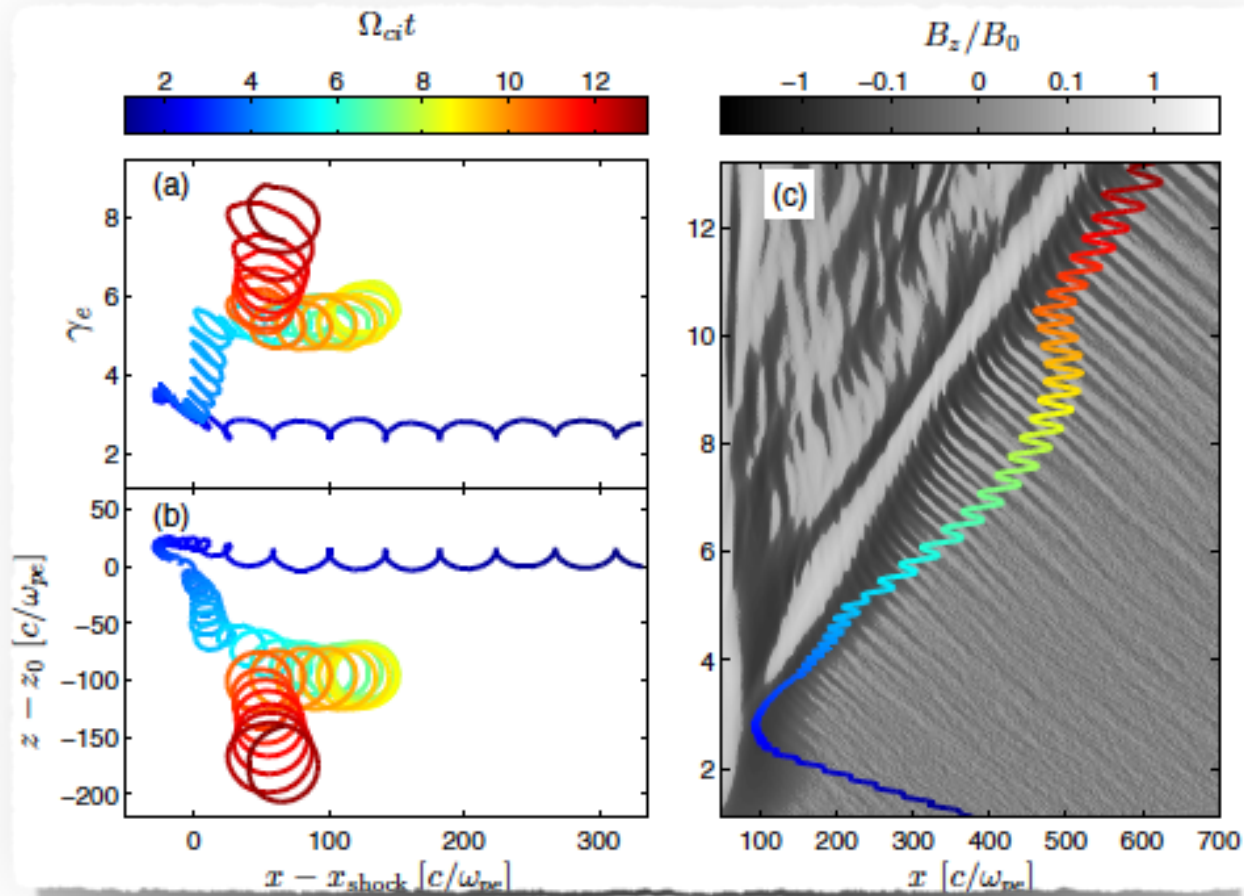 Ω_ci t
B_z/B_0
2 4 6 8 10 12
-1 -0.1 0 0.1 1
(a)
8
6
4
2
γ_e
(b)
50
0
-50
-100
-150
-200
z − z_0 [c/ω_pe]
0 100 200 300
x − x_shock [c/ω_pe]
(c)
12
10
8
6
4
2
100 200 300 400 500 600 700
x [c/ω_pe]